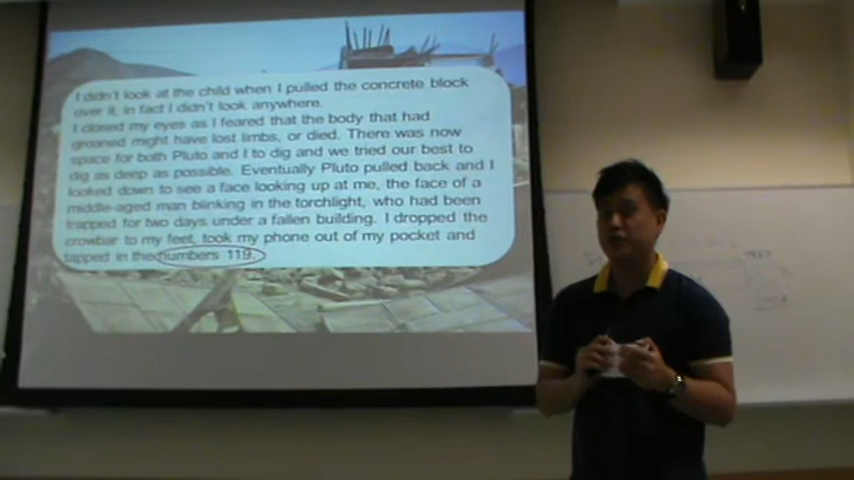 I didn't look at the child when I pulled the concrete block
over it, in fact I didn't look anywhere.
I closed my eyes as I feared that the body that had
groaned might have lost limbs, or died. There was now
space for both Pluto and I to dig and we tried our best to
dig as deep as possible. Eventually Pluto pulled back and I
looked down to see a face looking up at me, the face of a
middle-aged man blinking in the torchlight, who had been
trapped for two days under a fallen building. I dropped the
crowbar to my feet, took my phone out of my pocket and
tapped in the numbers 119.